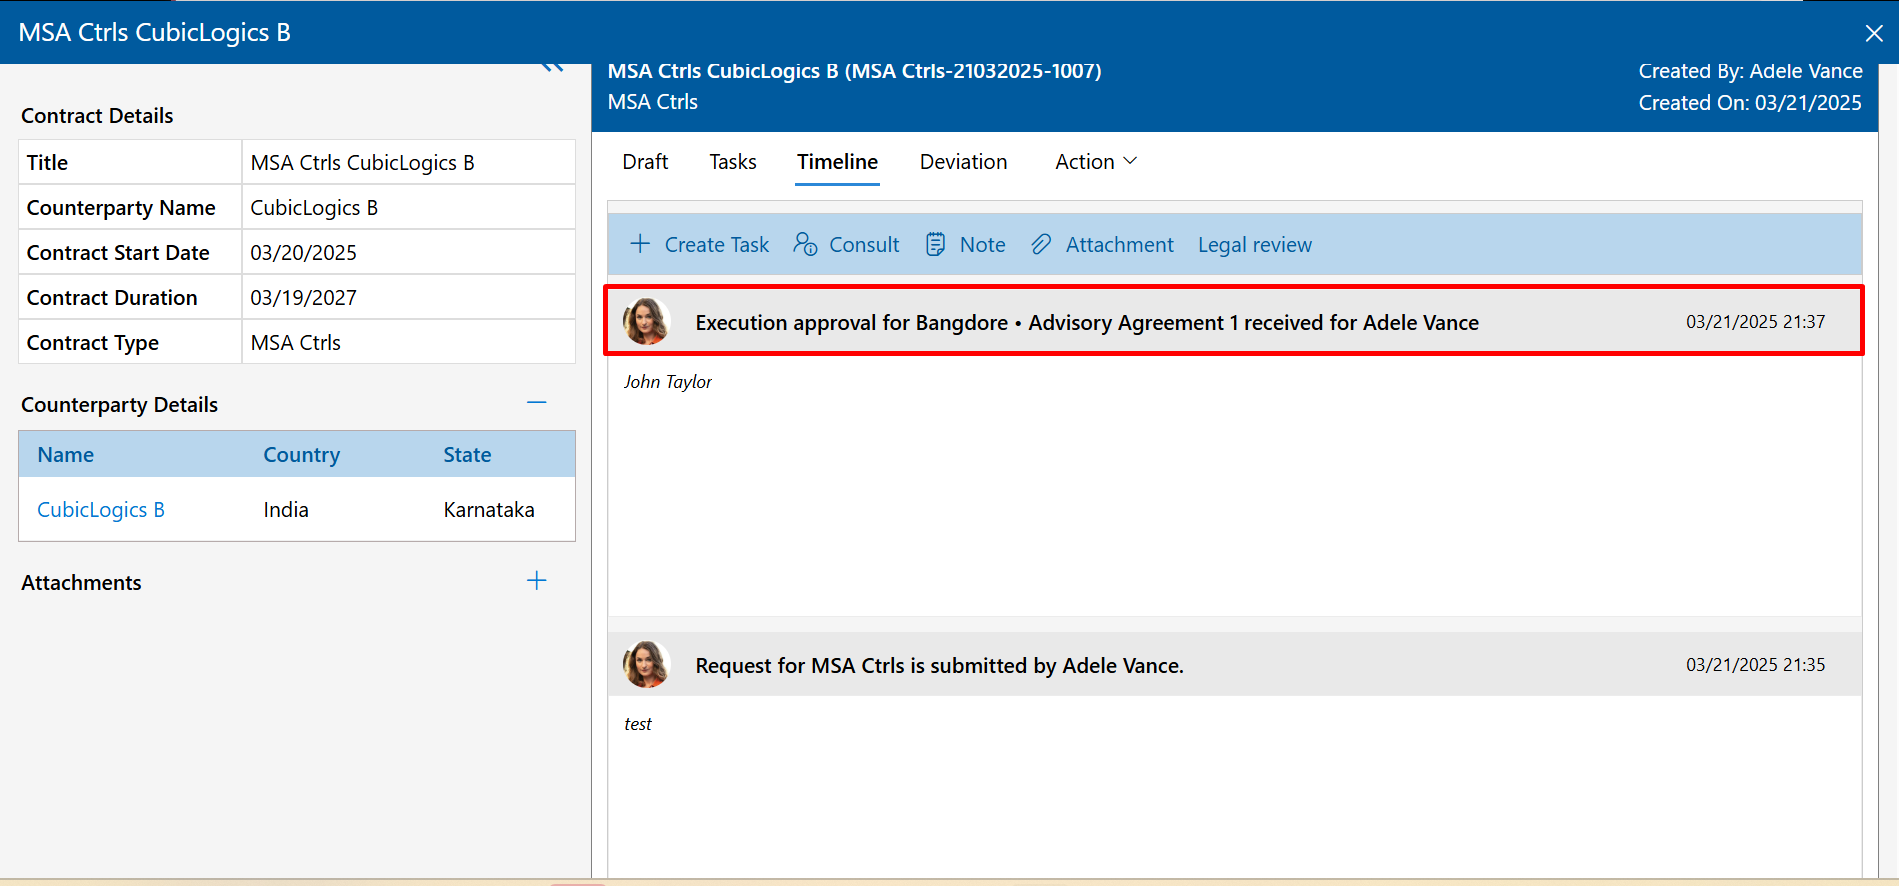 MSA Ctrls CubicLogics B
Contract Details
Title MSA Ctrls CubicLogics B
Counterparty Name CubicLogics B
Contract Start Date 03/20/2025
Contract Duration 03/19/2027
Contract Type MSA Ctrls
Counterparty Details
Name Country State
CubicLogics B India Karnataka
Attachments
MSA Ctrls CubicLogics B (MSA Ctrls-21032025-1007)
MSA Ctrls
Created By: Adele Vance
Created On: 03/21/2025
Draft Tasks Timeline Deviation Action
Create Task Consult Note Attachment Legal review
Execution approval for Bangdore • Advisory Agreement 1 received for Adele Vance 03/21/2025 21:37
John Taylor
Request for MSA Ctrls is submitted by Adele Vance. 03/21/2025 21:35
test